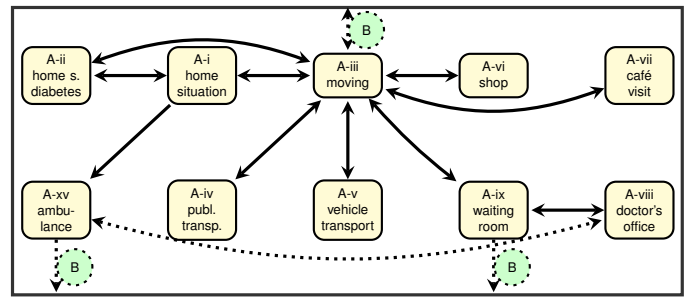 B
A-ii
home s.
diabetes
A-i
home
situation
A-iii
moving
A-vi
shop
A-vii
café
visit
A-xv
ambu-
lance
A-iv
publ.
transp.
A-v
vehicle
transport
A-ix
waiting
room
A-viii
doctor's
office
B
B